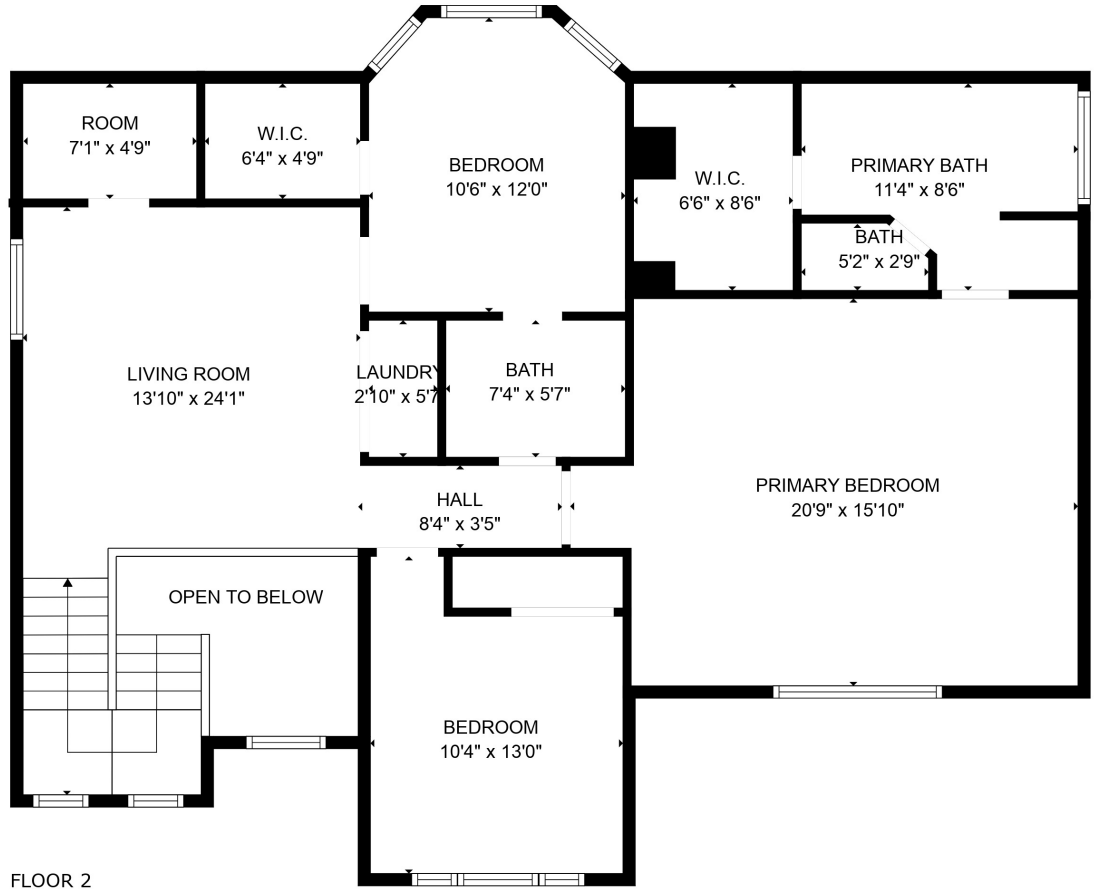 ROOM
7'1" x 4'9"
W.I.C.
6'4" x 4'9"
BEDROOM
10'6" x 12'0"
W.I.C.
6'6" x 8'6"
PRIMARY BATH
11'4" x 8'6"
BATH
5'2" x 2'9"
LIVING ROOM
13'10" x 24'1"
LAUNDRY
2'10" x 5'7
BATH
7'4" x 5'7"
HALL
8'4" x 3'5"
PRIMARY BEDROOM
20'9" x 15'10"
OPEN TO BELOW
BEDROOM
10'4" x 13'0"
FLOOR 2